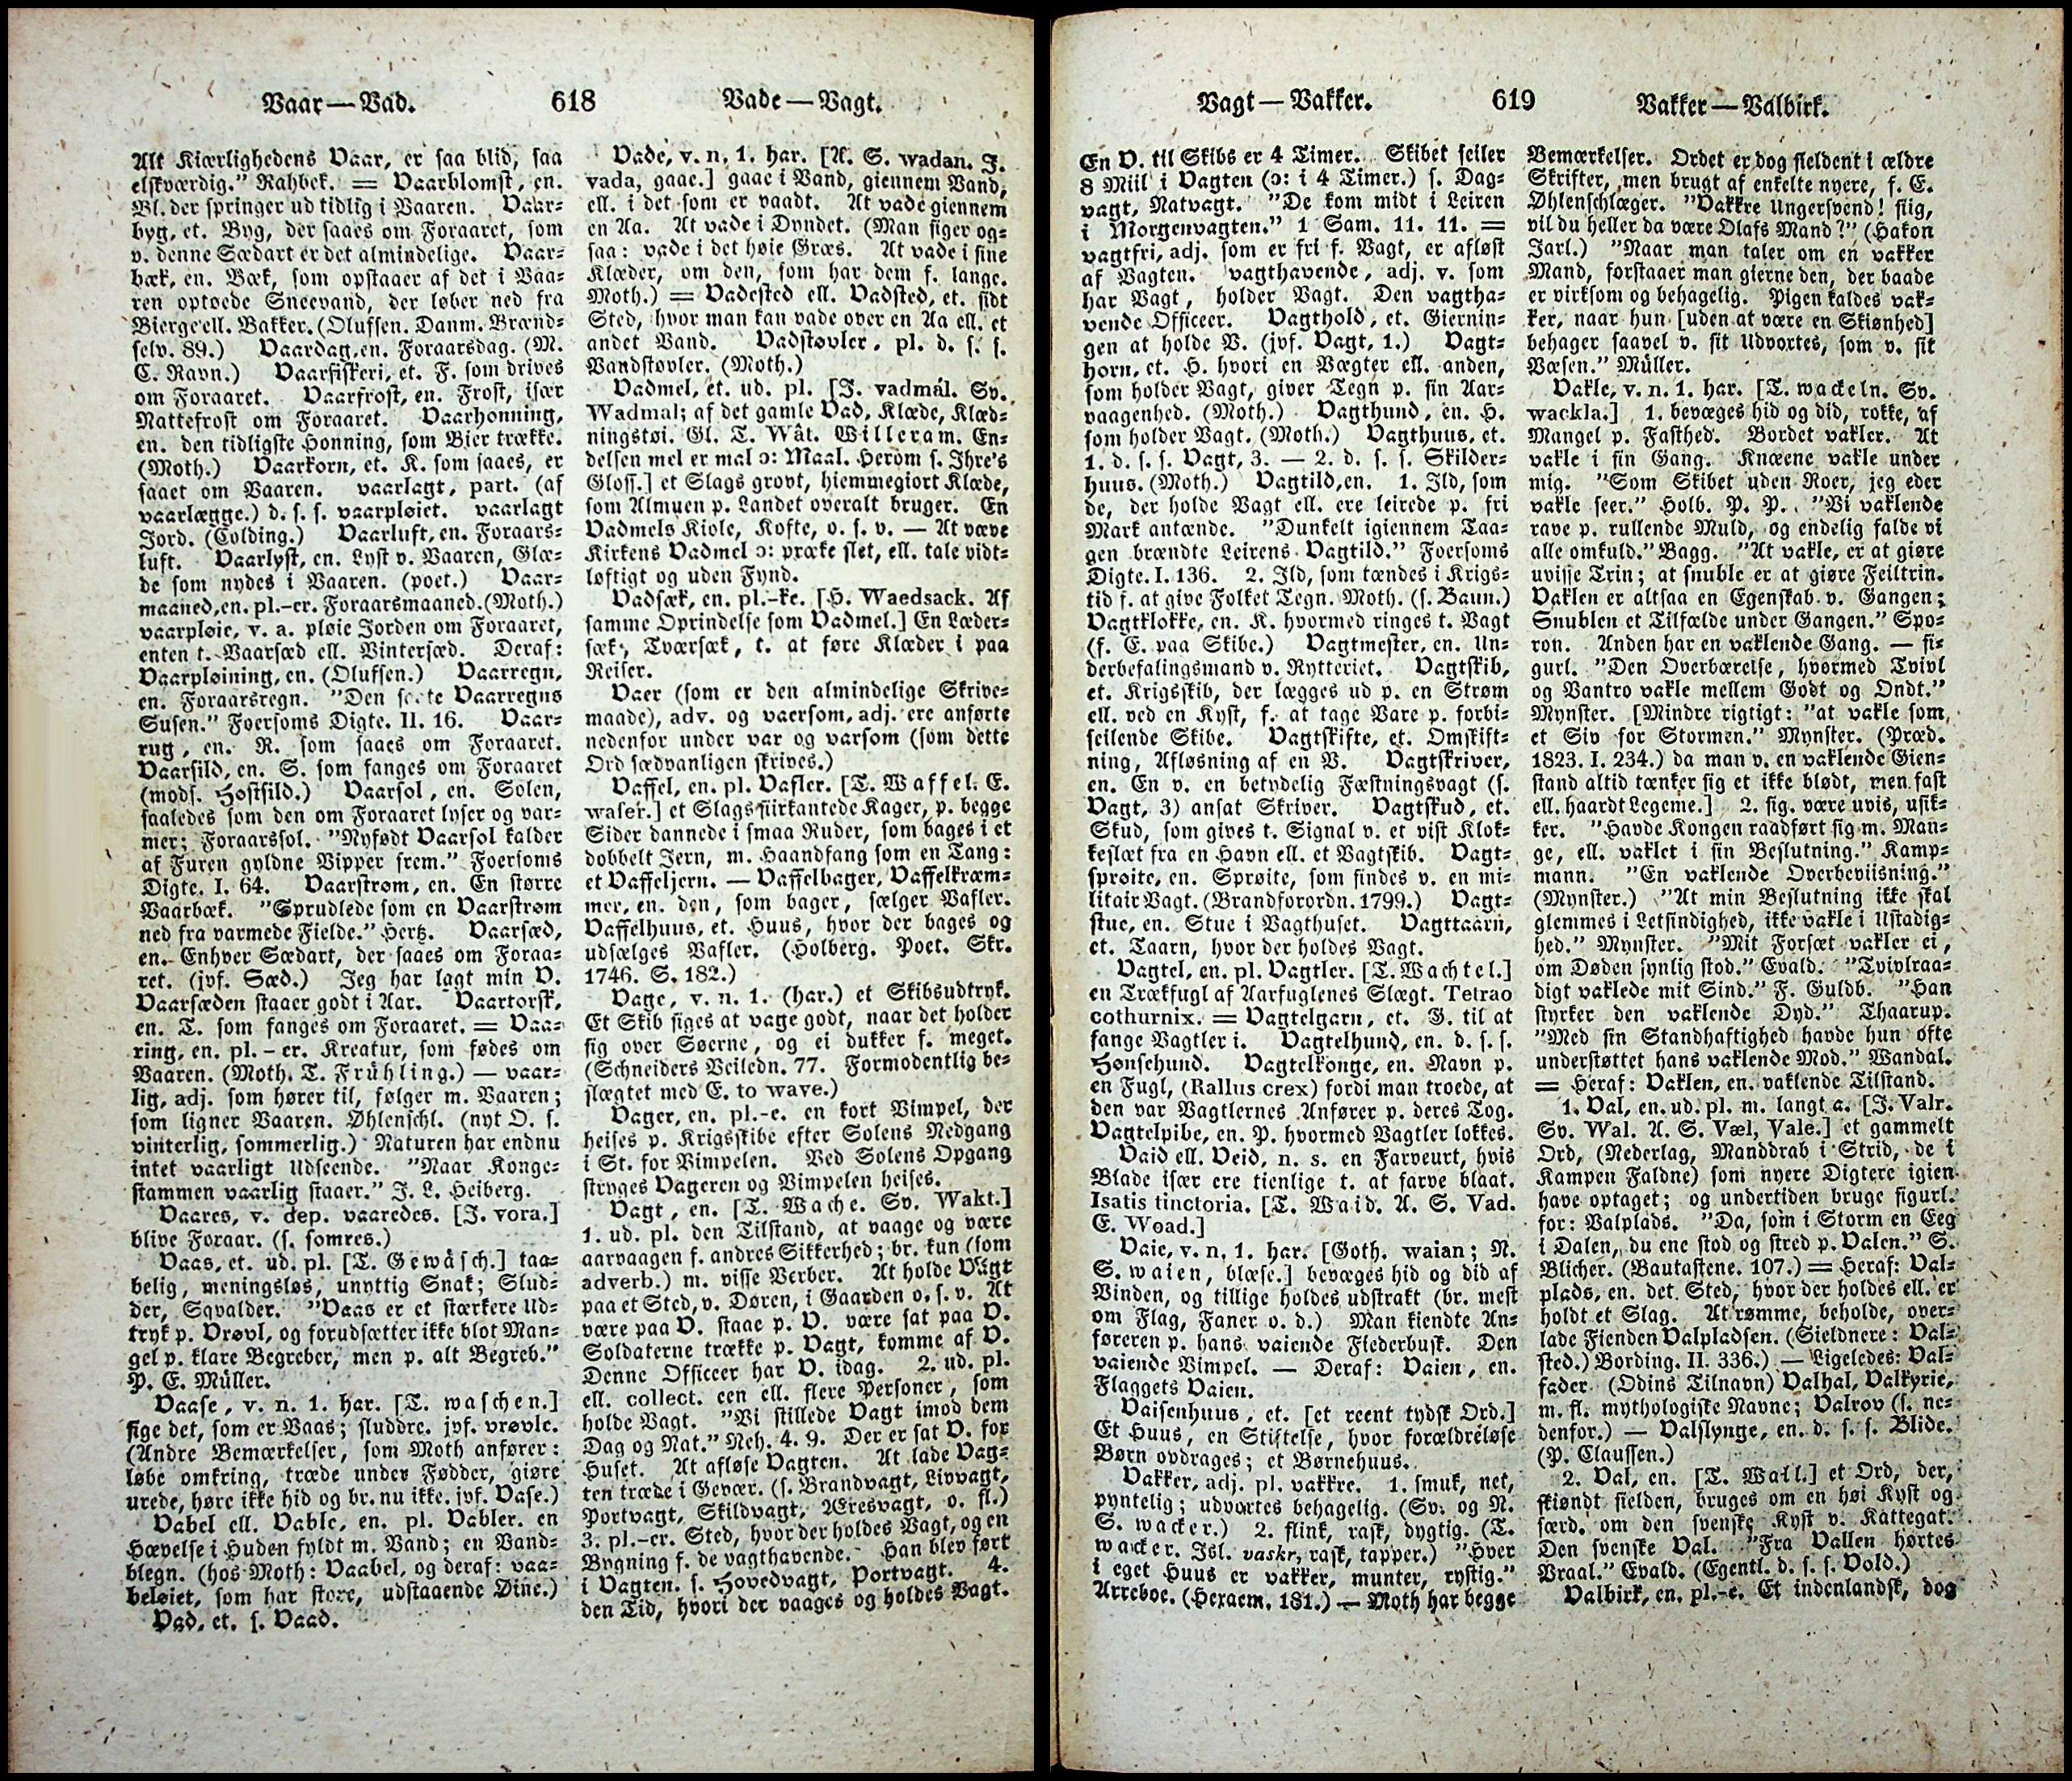 Vaar — Vad.
618
Vade — Vagt.
Alt Kiærlighedens Vaar, er saa blid, saa
elskværdig.” Rahbek. = Vaarblomst, en.
Bl. der springer ud tidlig i Vaaren. Vaar-
byg, et. Byg, der saaes om Foraaret, som
v. denne Sædart er det almindelige. Vaar-
bæk, en. Bæk, som opstaaer af det i Vaa-
ren optøede Sneevand, der løber ned fra
Bierge ell. Bakker. (Olufsen. Danm. Brænd-
selv. 89.) Vaardag, en. Foraarsdag. (M.
C. Ravn.) Vaarfiskeri, et. F. som drives
om Foraaret. Vaarfrost, en. Frost, især
Nattefrost om Foraaret. Vaarhonning,
en. den tidligste Honning, som Bier trække.
(Moth.) Vaarkorn, et. K. som saaes, er
saaet om Vaaren. vaarlagt, part. (af
vaarlægge.) d. s. s. vaarpløiet. vaarlagt
Jord. (Colding.) Vaarluft, en. Foraars-
luft. Vaarlyst, en. Lyst v. Vaaren, Glæ-
de som nydes i Vaaren. (poet.) Vaar-
maaned, en. pl.-er. Foraarsmaaned. (Moth.)
vaarpløie, v. a. pløie Jorden om Foraaret,
enten t. Vaarsæd ell. Vintersæd. Deraf:
Vaarpløining, en. (Olufsen.) Vaarregn,
en. Foraarsregn. ”Den Vaarregns
Susen.” Foersoms Digte. II. 16. Vaar-
rug, en. R. som saaes om Foraaret.
Vaarsild, en. S. som fanges om Foraaret
(mods. Høstsild.) Vaarsol, en. Solen,
saaledes som den om Foraaret lyser og var-
mer; Foraarssol. ”Nyfødt Vaarsol kalder
af Furen gyldne Vipper frem.” Foersoms
Digte. I. 64. Vaarstrøm, en. En større
Vaarbæk. ”Sprudlede som en Vaarstrøm
ned fra varmede Fielde.” Hertz. Vaarsæd,
en. Enhver Sædart, der saaes om Foraa-
ret. (jvf. Sæd.) Jeg har lagt min V.
Vaarsæden staaer godt i Aar. Vaartorsk,
en. T. som fanges om Foraaret. = Vaa-
ring, en. pl. - er. Kreatur, som fødes om
Vaaren. (Moth. T. Frühling.) — vaar-
lig, adj. som hører til, følger m. Vaaren;
som ligner Vaaren. Øhlenschl. (nyt O. s.
vinterlig, sommerlig.) Naturen har endnu
intet vaarligt Udseende. ”Naar Konge-
stammen vaarlig staaer.” J. L. Heiberg.
Vaares, v. dep. vaaredes. [J. vora.]
blive Foraar. (s. somres.)
Vaas, et. ud. pl. [T. Gewäsch.] taa-
belig, meningsløs, unyttig Snak; Slud-
der, Sqvalder. ”Vaas er et stærkere Ud-
tryk p. Vrøvl, og forudsætter ikke blot Man-
gel p. klare Begreber, men p. alt Begreb.”
P. E. Müller.
Vaase, v. n. 1. har. [T. waschen.]
sige det, som er Vaas; sluddre. jvf. vrøvle.
(Andre Bemærkelser, som Moth anfører:
løbe omkring, træde under Fødder, giøre
urede, høre ikke hid og br. nu ikke. jvf. Vase.)
Vabel ell. Vable, en. pl. Vabler. en
Hævelse i Huden fyldt m. Vand; en Vand-
blegn. (hos Moth: Vaabel, og deraf: vaa-
beløiet, som har store, udstaaende Øine.)
Vad, et. s. Vaad.
Vade, v. n. 1. har. [A. S. wadan. J.
vada, gaae.] gaae i Vand, giennem Vand,
ell. i det som er vaadt. At vade giennem
en Aa. At vade i Dyndet. (Man siger og-
saa: vade i det høie Græs. At vade i sine
Klæder, om den, som har dem f. lange.
Moth.) = Vadested ell. Vadsted, et. sidt
Sted, hvor man kan vade over en Aa ell. et
andet Vand. Vadstøvler, pl. d. s. s.
Vandstøvler. (Moth.)
Vadmel, et. ud. pl. [J. vadmál. Sv.
Wadmal; af det gamle Vad, Klæde, Klæd-
ningstøi. Gl. T. Wât. Willeram. En-
delsen mel er mal ɔ: Maal. Herom s. Ihre's
Gloss.] et Slags grovt, hiemmegiort Klæde,
som Almuen p. Landet overalt bruger. En
Vadmels Kiole, Kofte, o. s. v. — At væve
Kirkens Vadmel ɔ: præke slet, ell. tale vidt-
løftigt og uden Fynd.
Vadsæk, en. pl.-ke. [H. Waedsack. Af
samme Oprindelse som Vadmel.] En Læder-
sæk, Tværsæk, t. at føre Klæder i paa
Reiser.
Vaer (som er den almindelige Skrive-
maade), adv. og vaersom, adj. ere anførte
nedenfor under var og varsom (som dette
Ord sædvanligen skrives.)
Vaffel, en. pl. Vafler. [T. Waffel. E.
wafer.] et Slags fiirkantede Kager, p. begge
Sider dannede i smaa Ruder, som bages i et
dobbelt Jern, m. Haandfang som en Tang:
et Vaffeljern. — Vaffelbager, Vaffelkræm-
mer, en. den, som bager, sælger Vafler.
Vaffelhuus, et. Huus, hvor der bages og
udsælges Vafler. (Holberg. Poet. Skr.
1746. S. 182.)
Vage, v. n. 1. (har.) et Skibsudtryk.
Et Skib siges at vage godt, naar det holder
sig over Søerne, og ei dukker f. meget.
(Schneiders Veiledn. 77. Formodentlig be-
slægtet med E. to wave.)
Vager, en. pl.-e. en kort Vimpel, der
heises p. Krigsskibe efter Solens Nedgang
i St. for Vimpelen. Ved Solens Opgang
stryges Vageren og Vimpelen heises.
Vagt, en. [T. Wache. Sv. Wakt.]
1. ud. pl. den Tilstand, at vaage og være
aarvaagen f. andres Sikkerhed; br. kun (som
adverb.) m. visse Verber. At holde Vagt
paa et Sted, v. Døren, i Gaarden o. s. v. At
være paa V. staae p. V. være sat paa V.
Soldaterne trække p. Vagt, komme af V.
Denne Officeer har V. idag. 2. ud. pl.
ell. collect. een ell. flere Personer, som
holde Vagt. ”Vi stillede Vagt imod dem
Dag og Nat.” Neh. 4. 9. Der er sat V. for
Huset. At afløse Vagten. At lade Vag-
ten træde i Gevær. (s. Brandvagt, Livvagt,
Portvagt, Skildvagt, Æresvagt, o. fl.)
3. pl.-er. Sted, hvor der holdes Vagt, og en
Bygning f. de vagthavende. Han blev ført
i Vagten. s. Hovedvagt, Portvagt. 4.
den Tid, hvori der vaages og holdes Vagt.
Vagt — Vakker.
619
Vakker — Valbirk.
En V. til Skibs er 4 Timer. Skibet seiler
8 Miil i Vagten (ɔ: i 4 Timer.) s. Dag-
vagt, Natvagt. ”De kom midt i Leiren
i Morgenvagten.” 1 Sam. 11. 11. =
vagtfri, adj. som er fri f. Vagt, er afløst
af Vagten. vagthavende, adj. v. som
har Vagt, holder Vagt. Den vagtha-
vende Officeer. Vagthold, et. Giernin-
gen at holde V. (jvf. Vagt, 1.) Vagt-
horn, et. H. hvori en Vægter ell. anden,
som holder Vagt, giver Tegn p. sin Aar-
vaagenhed. (Moth.) Vagthund, en. H.
som holder Vagt. (Moth.) Vagthuus, et.
1. d. s. s. Vagt, 3. — 2. d. s. s. Skilder-
huus. (Moth.) Vagtild, en. 1. Ild, som
de, der holde Vagt ell. ere leirede p. fri
Mark antænde. ”Dunkelt igiennem Taa-
gen brændte Leirens Vagtild.” Foersoms
Digte. I. 136. 2. Ild, som tændes i Krigs-
tid f. at give Folket Tegn. Moth. (s. Baun.)
Vagtklokke, en. K. hvormed ringes t. Vagt
(f. E. paa Skibe.) Vagtmester, en. Un-
derbefalingsmand v. Rytteriet. Vagtskib,
et. Krigsskib, der lægges ud p. en Strøm
ell. ved en Kyst, f. at tage Vare p. forbi-
seilende Skibe. Vagtskifte, et. Omskift-
ning, Afløsning af en V. Vagtskriver,
en. En v. en betydelig Fæstningsvagt (s.
Vagt, 3) ansat Skriver. Vagtskud, et.
Skud, som gives t. Signal v. et vist Klok-
keslæt fra en Havn ell. et Vagtskib. Vagt-
sprøite, en. Sprøite, som findes v. en mi-
litair Vagt. (Brandforordn. 1799.) Vagt-
stue, en. Stue i Vagthuset. Vagttaarn,
et. Taarn, hvor der holdes Vagt.
Vagtel, en. pl. Vagtler. [T. Wachtel.]
en Trækfugl af Aarfuglenes Slægt. Tetrao
cothurnix. = Vagtelgarn, et. G. til at
fange Vagtler i. Vagtelhund, en. d. s. s.
Hønsehund. Vagtelkonge, en. Navn p.
en Fugl, (Rallus crex) fordi man troede, at
den var Vagtlernes Anfører p. deres Tog.
Vagtelpibe, en. P. hvormed Vagtler lokkes.
Vaid ell. Veid, n. s. en Farveurt, hvis
Blade især ere tienlige t. at farve blaat.
Isatis tinctoria. [T. Waid. A. S. Vad.
E. Woad.]
Vaie, v. n. 1. har. [Goth. waian; N.
S. waien, blæse.] bevæges hid og did af
Vinden, og tillige holdes udstrakt (br. mest
om Flag, Faner o. d.) Man kiendte An-
føreren p. hans vaiende Fiederbusk. Den
vaiende Vimpel. — Deraf: Vaien, en.
Flaggets Vaien.
Vaisenhuus, et. [et reent tydsk Ord.]
Et Huus, en Stiftelse, hvor forældreløse
Børn opdrages; et Børnehuus.
Vakker, adj. pl. vakkre. 1. smuk, net,
pyntelig; udvortes behagelig. (Sv. og N.
S. wacker.) 2. flink, rask, dygtig. (T.
wacker. Isl. vaskr, rask, tapper.) ”Hver
i eget Huus er vakker, munter, rystig.”
Arreboe. (Hexaem. 181.) — Moth har begge
Bemærkelser. Ordet er dog sieldent i ældre
Skrifter, men brugt af enkelte nyere, f. E.
Øhlenschlæger. ”Vakkre Ungersvend! siig,
vil du heller da være Olafs Mand?” (Hakon
Jarl.) ”Naar man taler om en vakker
Mand, forstaaer man gierne den, der baade
er virksom og behagelig. Pigen kaldes vak-
ker, naar hun [uden at være en Skiønhed]
behager saavel v. sit Udvortes, som v. sit
Væsen.” Müller.
Vakle, v. n. 1. har. [T. wackeln. Sv.
wackla.] 1. bevæges hid og did, rokke, af
Mangel p. Fasthed. Bordet vakler. At
vakle i sin Gang. Knæene vakle under
mig. ”Som Skibet uden Roer, jeg eder
vakle seer.” Holb. P. P. ”Vi vaklende
rave p. rullende Muld, og endelig falde vi
alle omkuld.” Bagg. ”At vakle, er at giøre
uvisse Trin; at snuble er at giøre Feiltrin.
Vaklen er altsaa en Egenskab v. Gangen;
Snublen et Tilfælde under Gangen.” Spo-
ron. Anden har en vaklende Gang. — fi-
gurl. ”Den Overbærelse, hvormed Tvivl
og Vantro vakle mellem Godt og Ondt.”
Mynster. [Mindre rigtigt: ”at vakle som
et Siv for Stormen.” Mynster. (Præd.
1823. I. 234.) da man v. en vaklende Gien-
stand altid tænker sig et ikke blødt, men fast
ell. haardt Legeme.] 2. fig. være uvis, usik-
ker. ”Havde Kongen raadført sig m. Man-
ge, ell. vaklet i sin Beslutning.” Kamp-
mann. ”En vaklende Overbeviisning.”
(Mynster.) ”At min Beslutning ikke skal
glemmes i Letsindighed, ikke vakle i Ustadig-
hed.” Mynster. ”Mit Forsæt vakler ei,
om Døden synlig stod.” Evald. ”Tvivlraa-
digt vaklede mit Sind.” F. Guldb. ”Han
styrker den vaklende Dyd.” Thaarup.
”Med sin Standhaftighed havde hun ofte
understøttet hans vaklende Mod.” Wandal.
= Heraf: Vaklen, en. vaklende Tilstand.
1. Val, en. ud. pl. m. langt a. [J. Valr.
Sv. Wal. A. S. Væl, Vale.] et gammelt
Ord, (Nederlag, Manddrab i Strid, de i
Kampen Faldne) som nyere Digtere igien
have optaget; og undertiden bruge figurl.
for: Valplads. ”Da, som i Storm en Eeg
i Dalen, du ene stod og stred p. Valen.” S.
Blicher. (Bautastene. 107.) = Heraf: Val-
plads, en. det Sted, hvor der holdes ell. er
holdt et Slag. At rømme, beholde, over-
lade Fienden Valpladsen. (Sieldnere: Val-
sted.) Bording. II. 336.) — Ligeledes: Val-
fader (Odins Tilnavn) Valhal, Valkyrie,
m. fl. mythologiske Navne; Valrov (s. ne-
denfor.) — Valslynge, en. d. s. s. Blide.
(P. Claussen.)
2. Val, en. [T. Wall.] et Ord, der,
skiøndt sielden, bruges om en høi Kyst og
særd. om den svenske Kyst v. Kattegat.
Den svenske Val. ”Fra Vallen hørtes
Vraal.” Evald. (Egentl. d. s. s. Vold.)
Valbirk, en. pl.-e. Et indenlandsk, dog